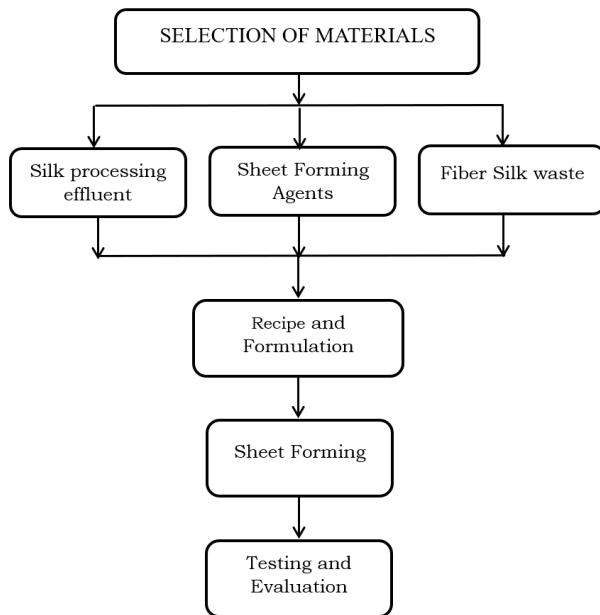 SELECTION OF MATERIALS
Silk processing
effluent
Sheet Forming
Agents
Fiber Silk waste
Recipe and
Formulation
Sheet Forming
Testing and
Evaluation